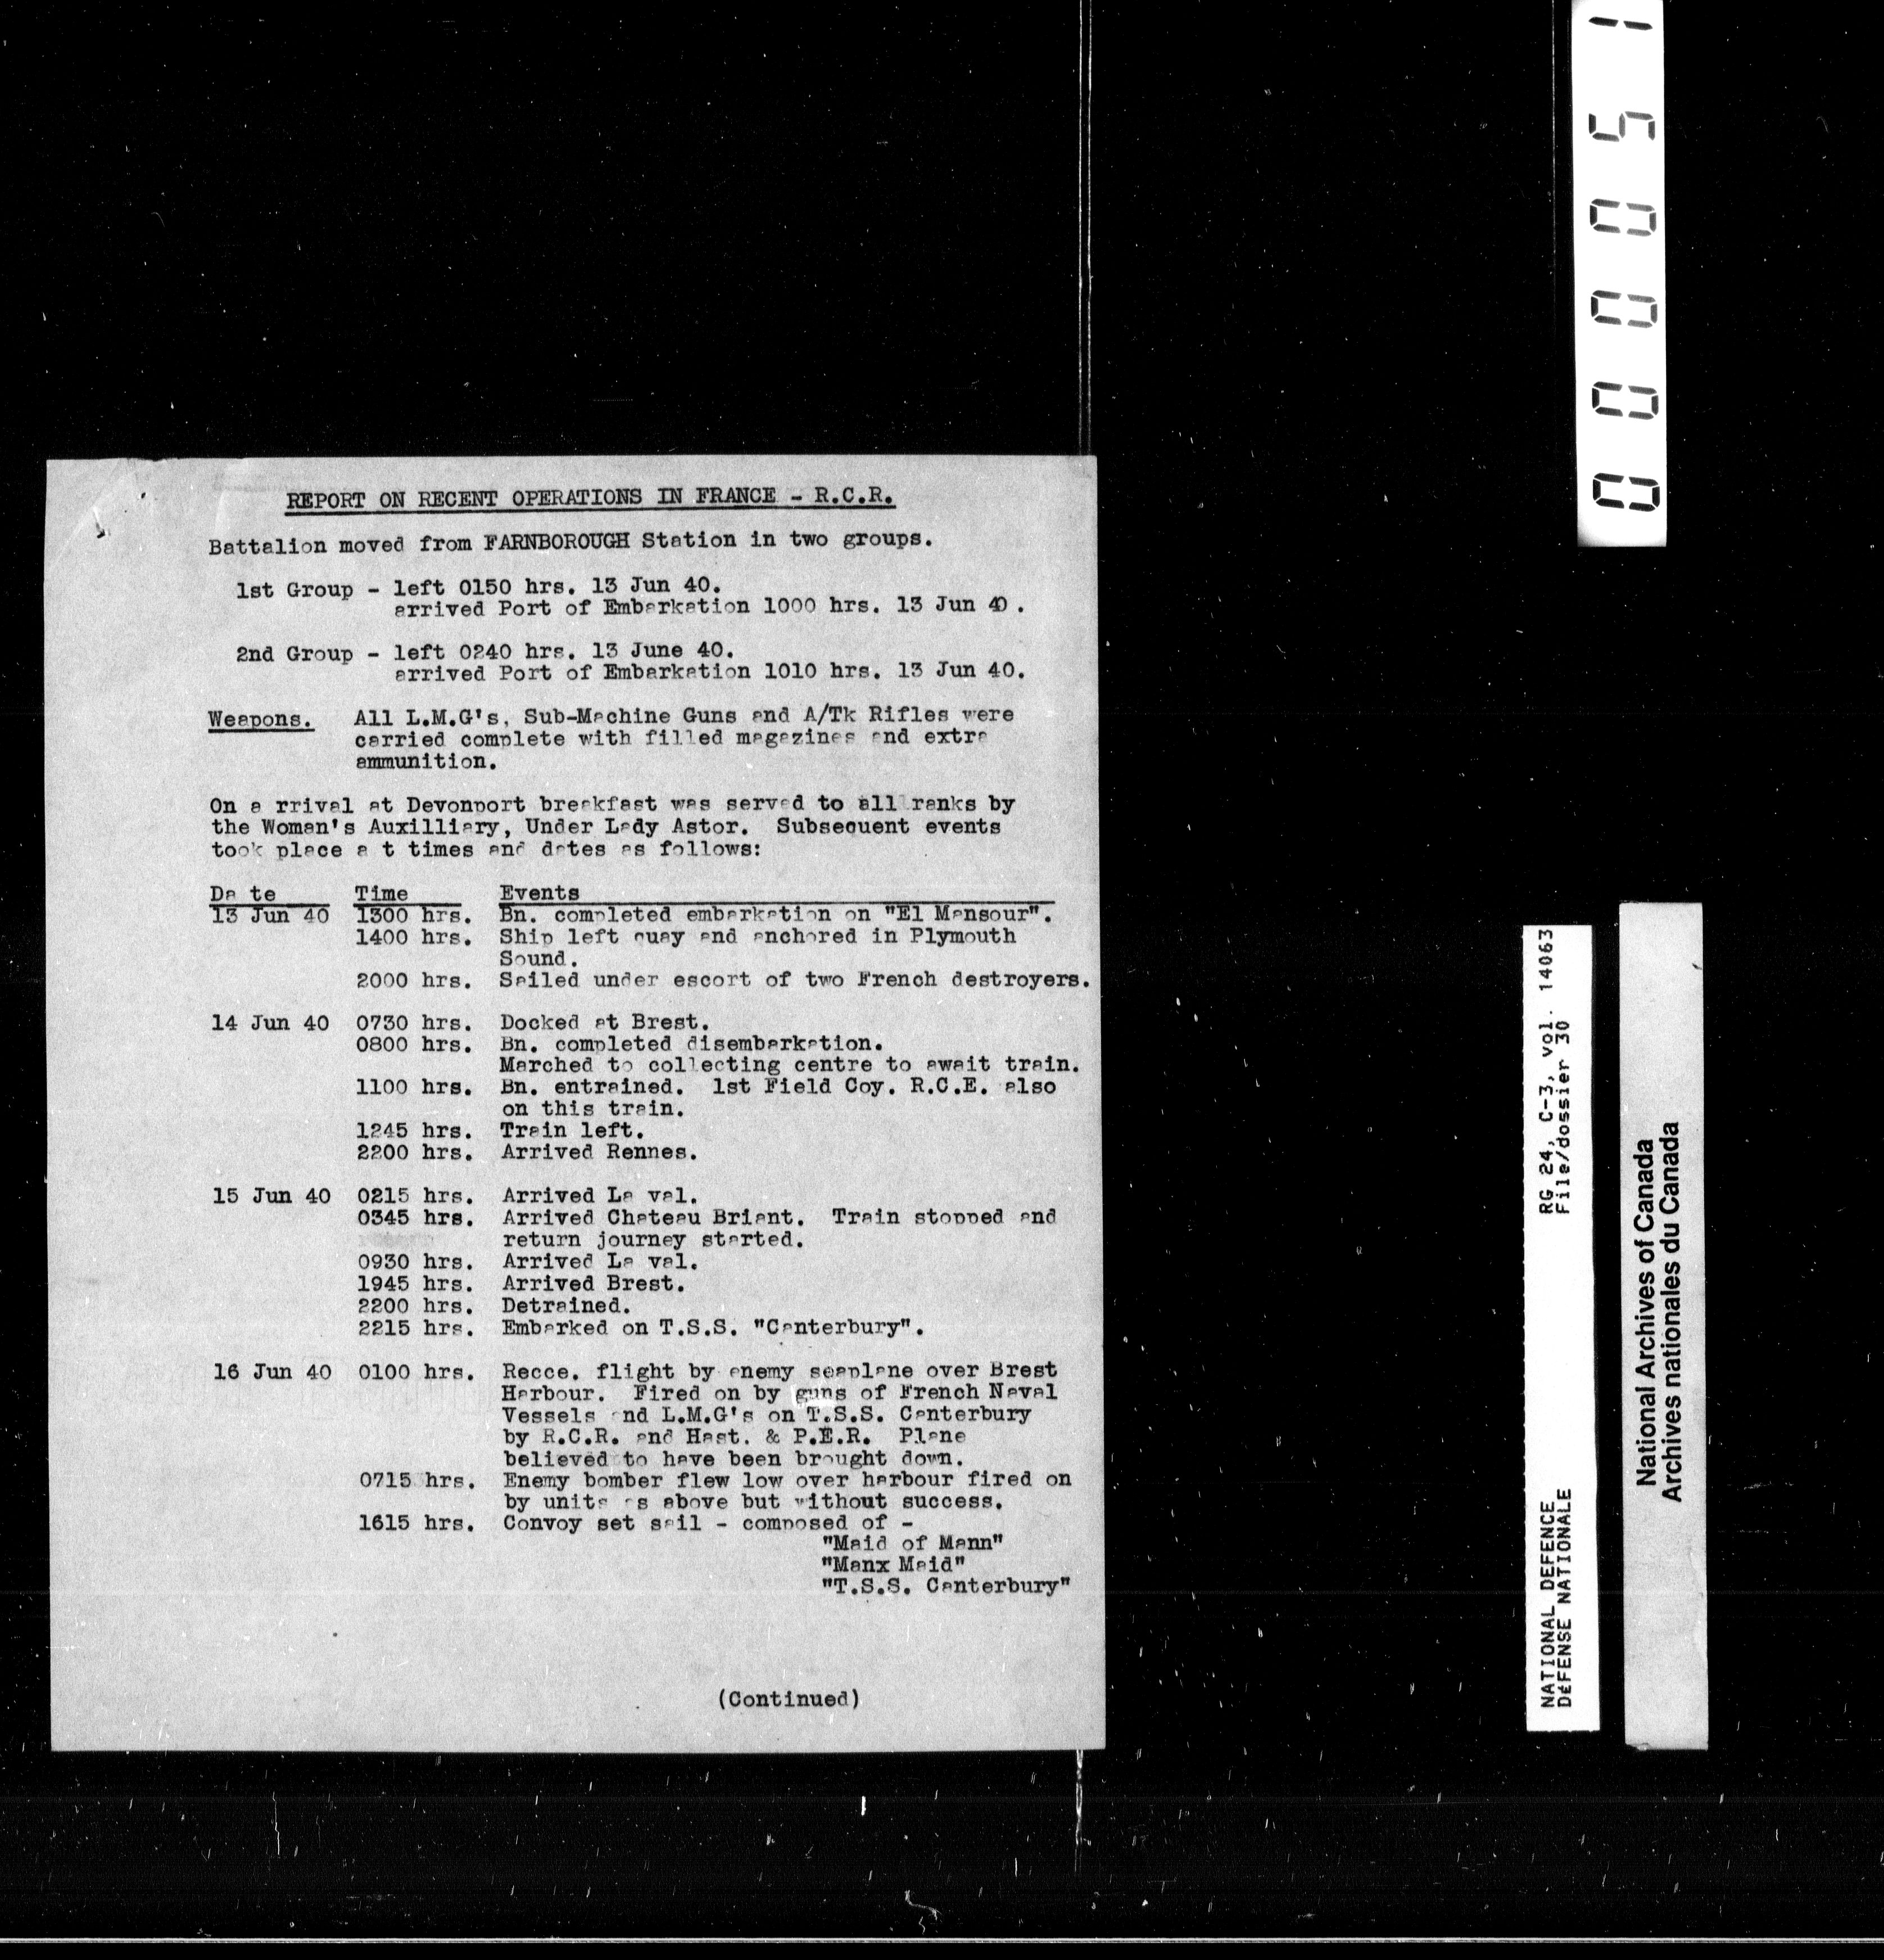 REPORT ON RECENT OPERATIONS IN FRANCE - R.C.R.
Battalion moved from FARNBOROUGH Station in two groups.
1st Group - left 0150 hrs. 13 Jun 40.
arrived Port of Embarkation 1000 hrs. 13 Jun 40.
2nd Group - left 0240 hrs. 13 June 40.
arrived Port of Embarkation 1010 hrs. 13 Jun 40.
Weapons. All L.M.G's, Sub-Machine Guns and A/Tk Rifles were
carried complete with filled magazines and extra
ammunition.
On a rrival at Devonport breakfast was served to all ranks by
the Woman's Auxilliary, Under Lady Astor. Subsequent events
took place a t times and dates as follows:
Da te Time Events
13 Jun 40 1300 hrs. Bn. completed embarkation on "El Mansour".
1400 hrs. Ship left quay and anchored in Plymouth
Sound.
2000 hrs. Sailed under escort of two French destroyers.
14 Jun 40 0730 hrs. Docked at Brest.
0800 hrs. Bn. completed disembarkation.
Marched to collecting centre to await train.
1100 hrs. Bn. entrained. 1st Field Coy. R.C.E. also
on this train.
1245 hrs. Train left.
2200 hrs. Arrived Rennes.
15 Jun 40 0215 hrs. Arrived La val.
0345 hrs. Arrived Chateau Briant. Train stopped and
return journey started.
0930 hrs. Arrived La val.
1945 hrs. Arrived Brest.
2200 hrs. Detrained.
2215 hrs. Embarked on T.S.S. "Canterbury".
16 Jun 40 0100 hrs. Recce. flight by enemy seaplane over Brest
Harbour. Fired on by guns of French Naval
Vessels and L.M.G's on T.S.S. Canterbury
by R.C.R. and Hast. & P.E.R. Plane
believed to have been brought down.
0715 hrs. Enemy bomber flew low over harbour fired on
by units as above but without success.
1615 hrs. Convoy set sail - composed of -
"Maid of Mann"
"Manx Maid"
"T.S.S. Canterbury"
(Continued)
000051
NATIONAL DEFENCE RG 24, C-3, vol. 14063
DÉFENSE NATIONALE File/dossier 30
National Archives of Canada
Archives nationales du Canada